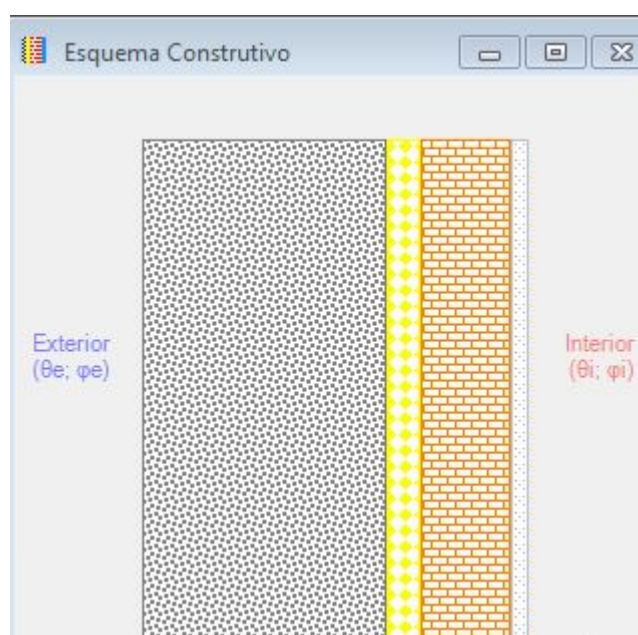 Esquema Construtivo
Exterior
(θe; φe)
Interior
(θi; φi)